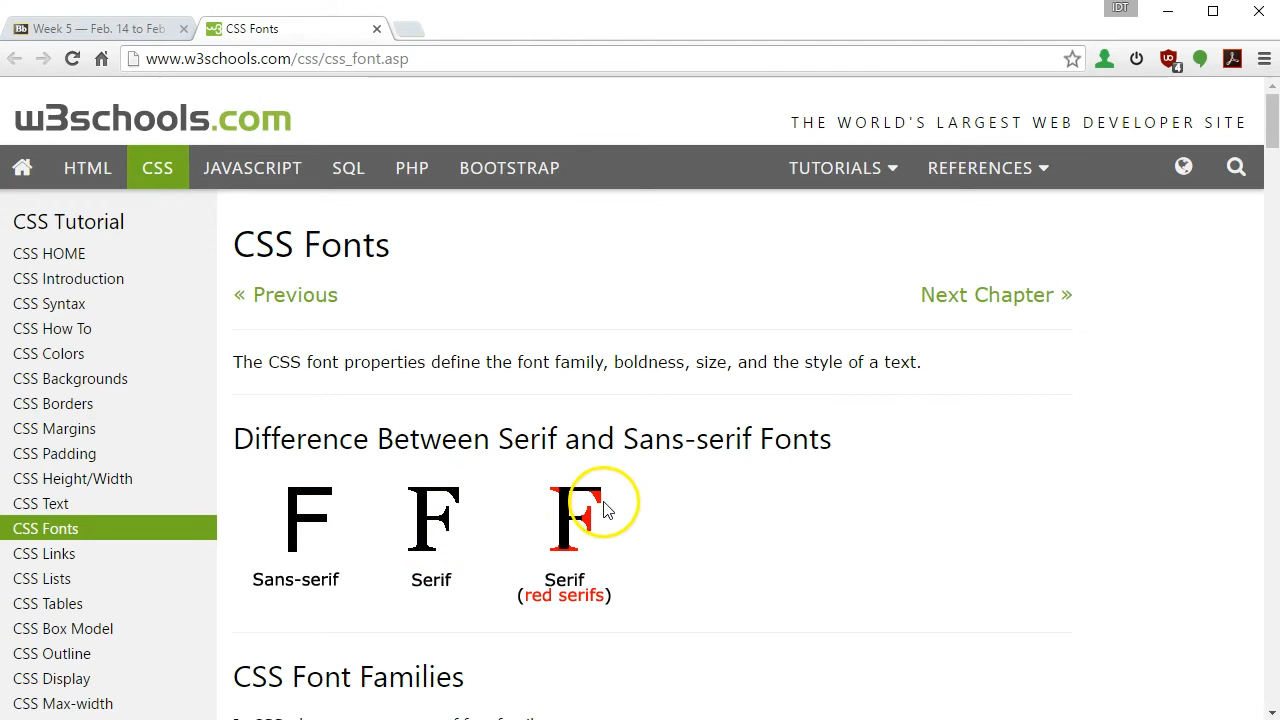 IDT
Week 5 — Feb. 14 to Feb
CSS Fonts
www.w3schools.com/css/css_font.asp
4
w3schools.com
THE WORLD'S LARGEST WEB DEVELOPER SITE
HTML CSS JAVASCRIPT SQL PHP BOOTSTRAP TUTORIALS REFERENCES
CSS Tutorial
CSS HOME
CSS Introduction
CSS Syntax
CSS How To
CSS Colors
CSS Backgrounds
CSS Borders
CSS Margins
CSS Padding
CSS Height/Width
CSS Text
CSS Fonts
CSS Links
CSS Lists
CSS Tables
CSS Box Model
CSS Outline
CSS Display
CSS Max-width
CSS Fonts
« Previous Next Chapter »
The CSS font properties define the font family, boldness, size, and the style of a text.
Difference Between Serif and Sans-serif Fonts
F F F
Sans-serif Serif Serif
(red serifs)
CSS Font Families